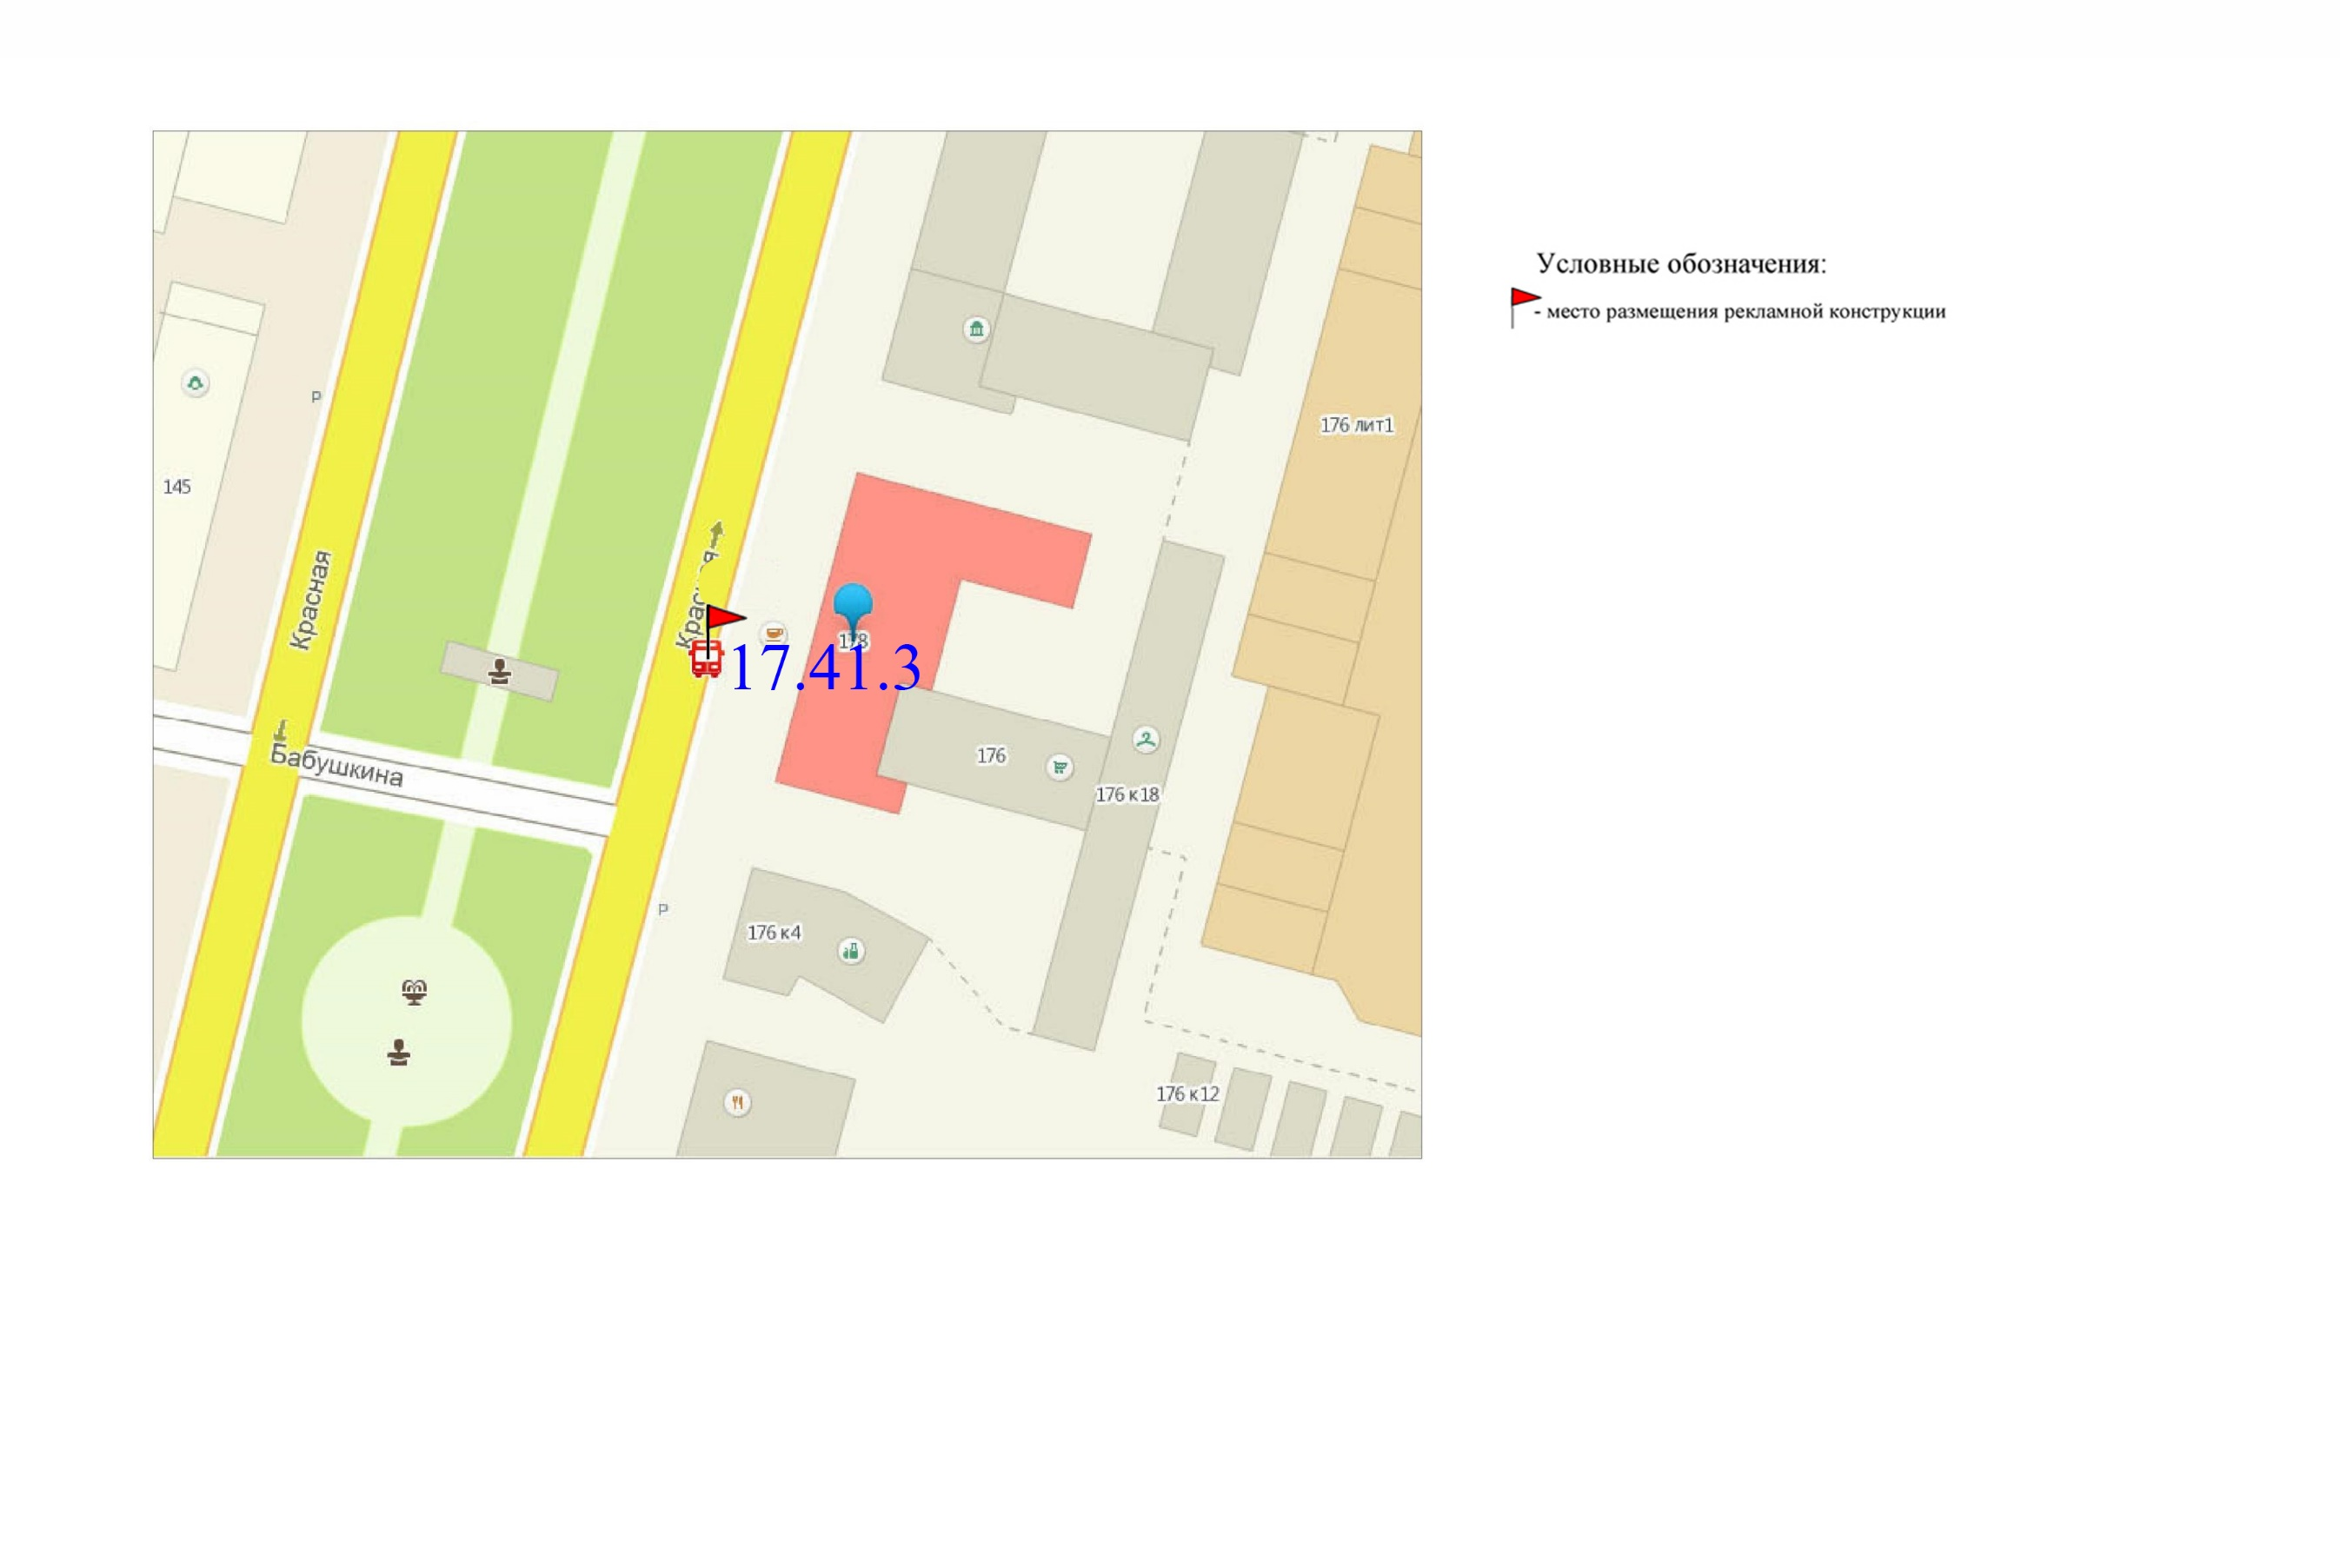 Условные обозначения:
- место размещения рекламной конструкции
176 лит1
P
145
Красная
178
17.41.3
Бабушкина
176
176 к18
P
176 к4
176 к12